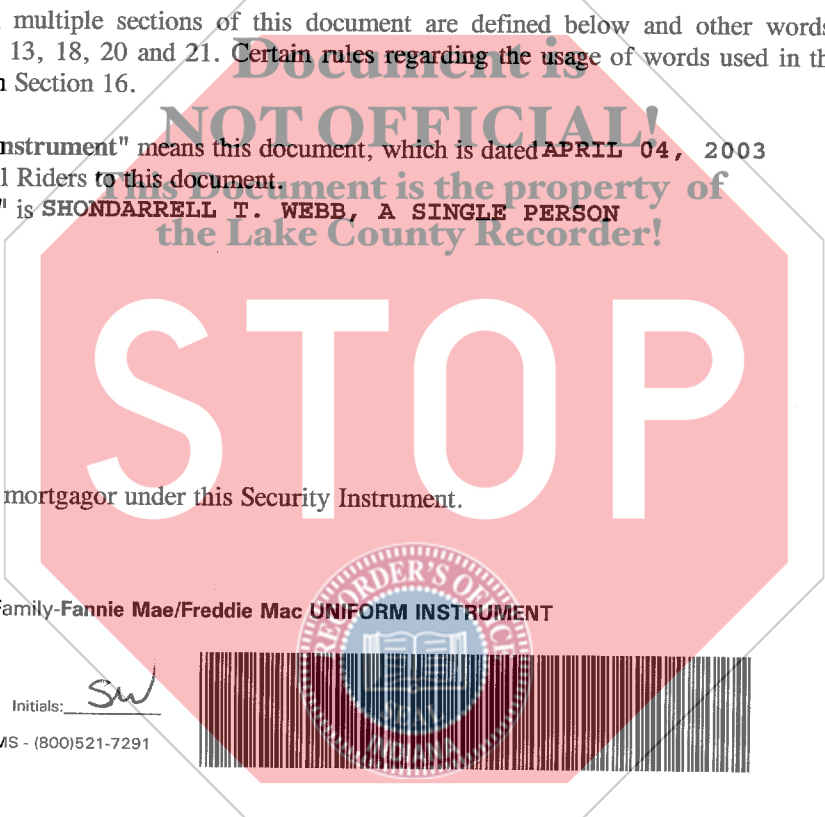 multiple sections of this document are defined below and other words
13, 18, 20 and 21. Certain rules regarding the usage of words used in th
Section 16.
Document is
NOT OFFICIAL!
nstrument" means this document, which is dated APRIL 04, 2003
l Riders to this document.
This Document is the property of
" is SHONDARRELL T. WEBB, A SINGLE PERSON
the Lake County Recorder!
STOP
mortgagor under this Security Instrument.
Family-Fannie Mae/Freddie Mac UNIFORM INSTRUMENT
RECORDER'S OFFICE
SEAL
INDIANA
Initials: SW
MS - (800)521-7291